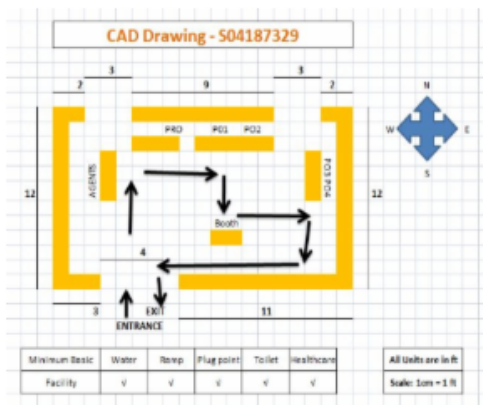 CAD Drawing - S04187329
3 3
2 9 2
N
PRO PO1 PO2
W E
AGENTS
PO3 PO4
S
12 12
Booth
4
3 EXIT 11
ENTRANCE
Minimum Basic Water Ramp Plug point Toilet Healthcare
Facility √ √ √ √ √
All Units are in ft
Scale: 1cm = 1 ft